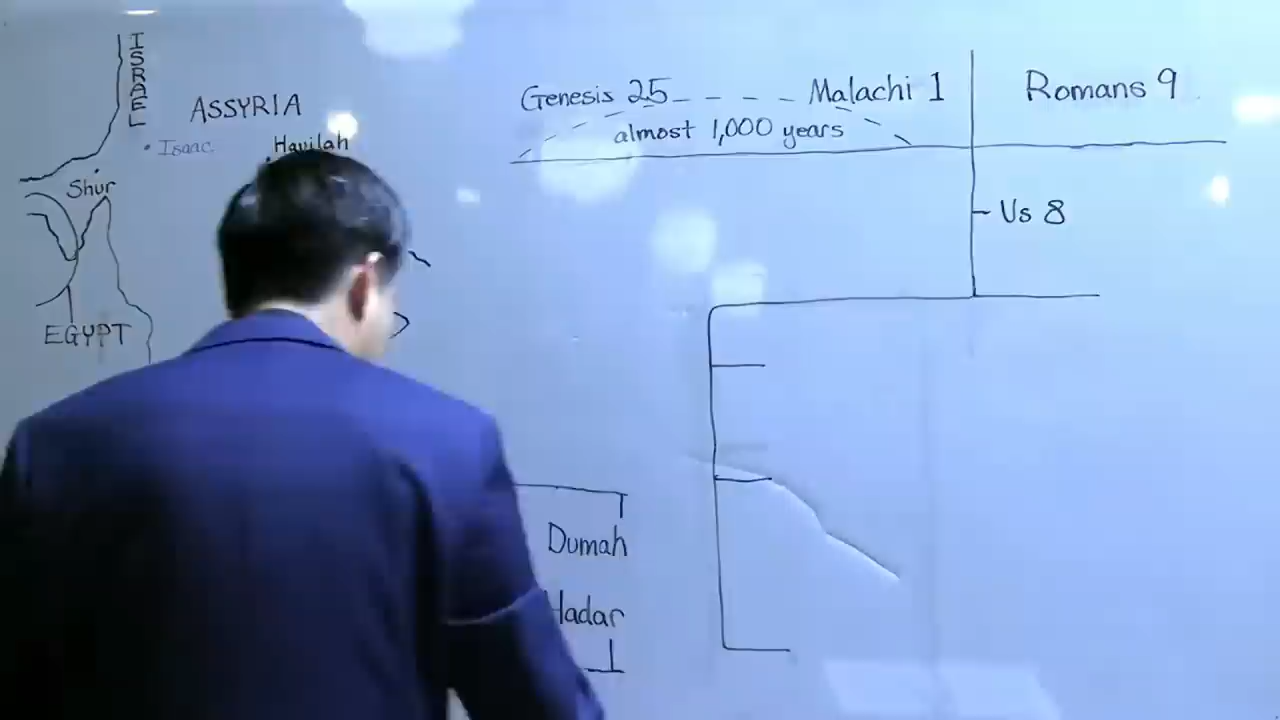 ISRAEL
ASSYRIA
Isaac
Havilah
Shur
EGYPT
Genesis 25 - - - - Malachi 1
almost 1,000 years
Romans 9
Vs 8
Dumah
Hadar